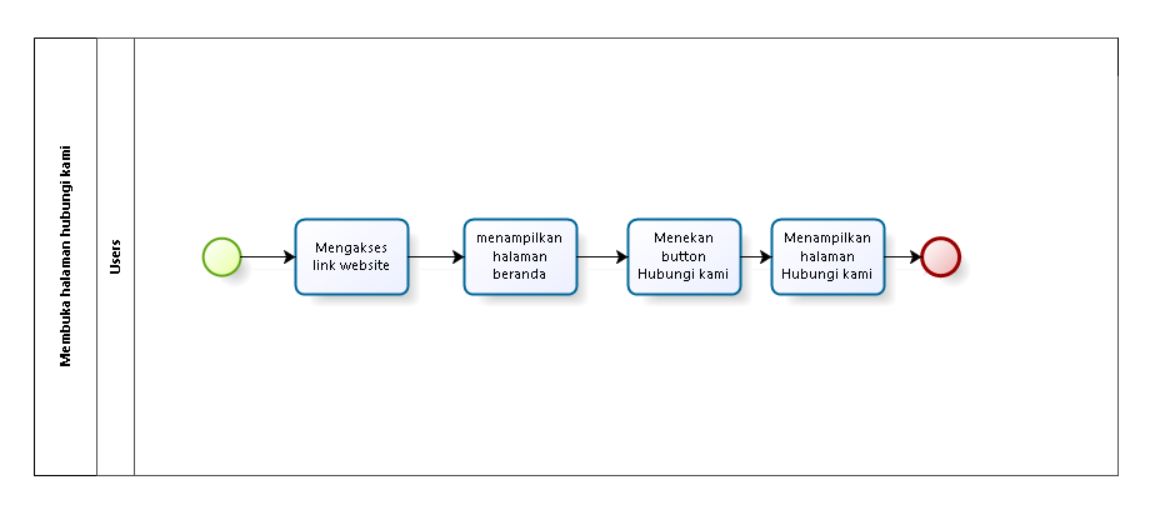 Membuka halaman hubungi kami
Users
Mengakses
link website
menampilkan
halaman
beranda
Menekan
button
Hubungi kami
Menampilkan
halaman
Hubungi kami